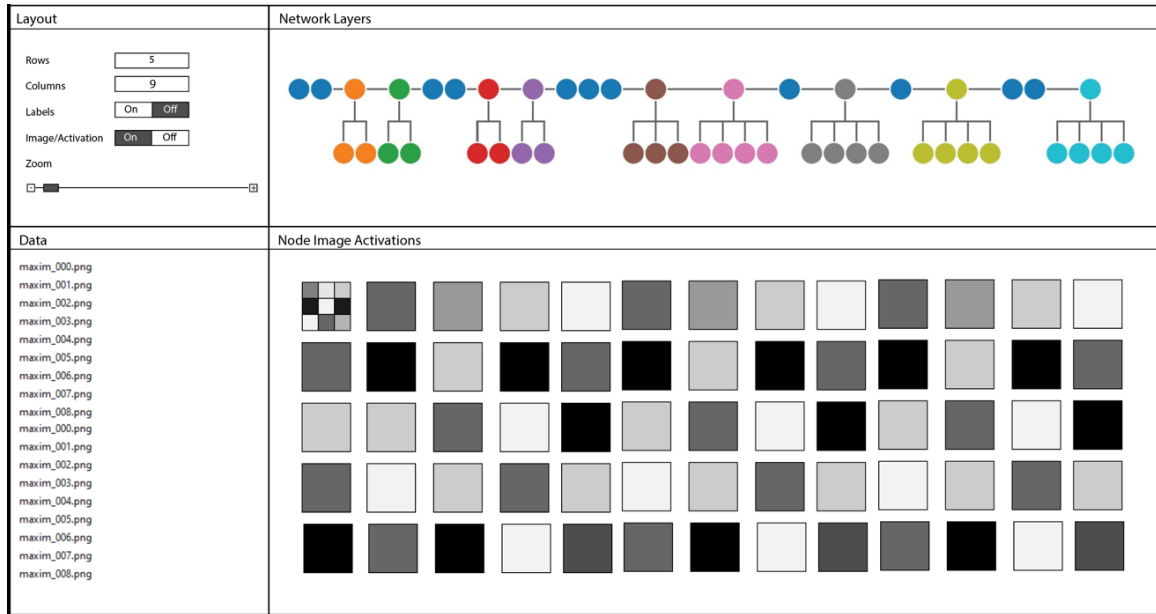 Layout
Rows 5
Columns 9
Labels On Off
Image/Activation On Off
Zoom
- +
Network Layers
Data
maxim_000.png
maxim_001.png
maxim_002.png
maxim_003.png
maxim_004.png
maxim_005.png
maxim_006.png
maxim_007.png
maxim_008.png
maxim_000.png
maxim_001.png
maxim_002.png
maxim_003.png
maxim_004.png
maxim_005.png
maxim_006.png
maxim_007.png
maxim_008.png
Node Image Activations